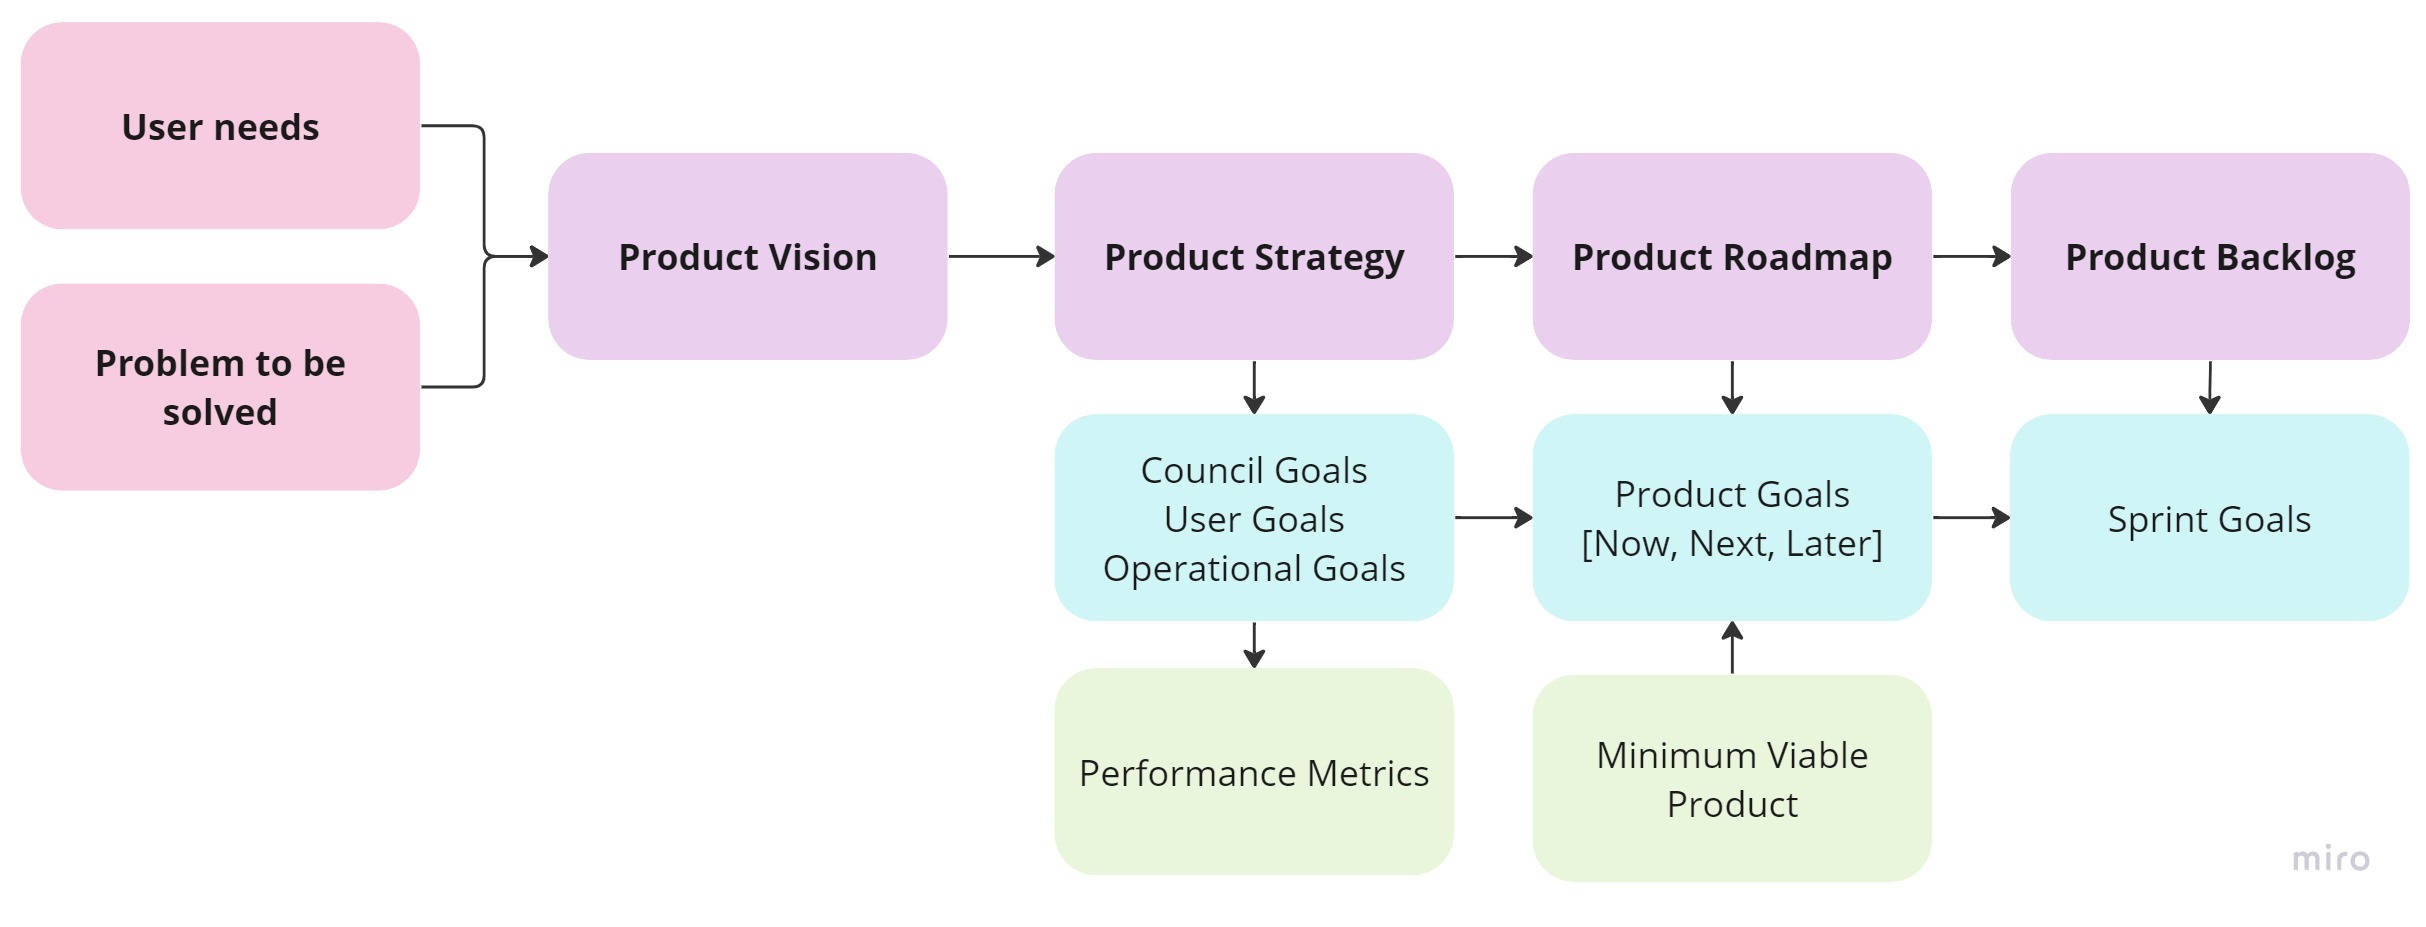 User needs
Problem to be
solved
Product Vision
Product Strategy
Product Roadmap
Product Backlog
Council Goals
User Goals
Operational Goals
Product Goals
[Now, Next, Later]
Sprint Goals
Performance Metrics
Minimum Viable
Product
miro